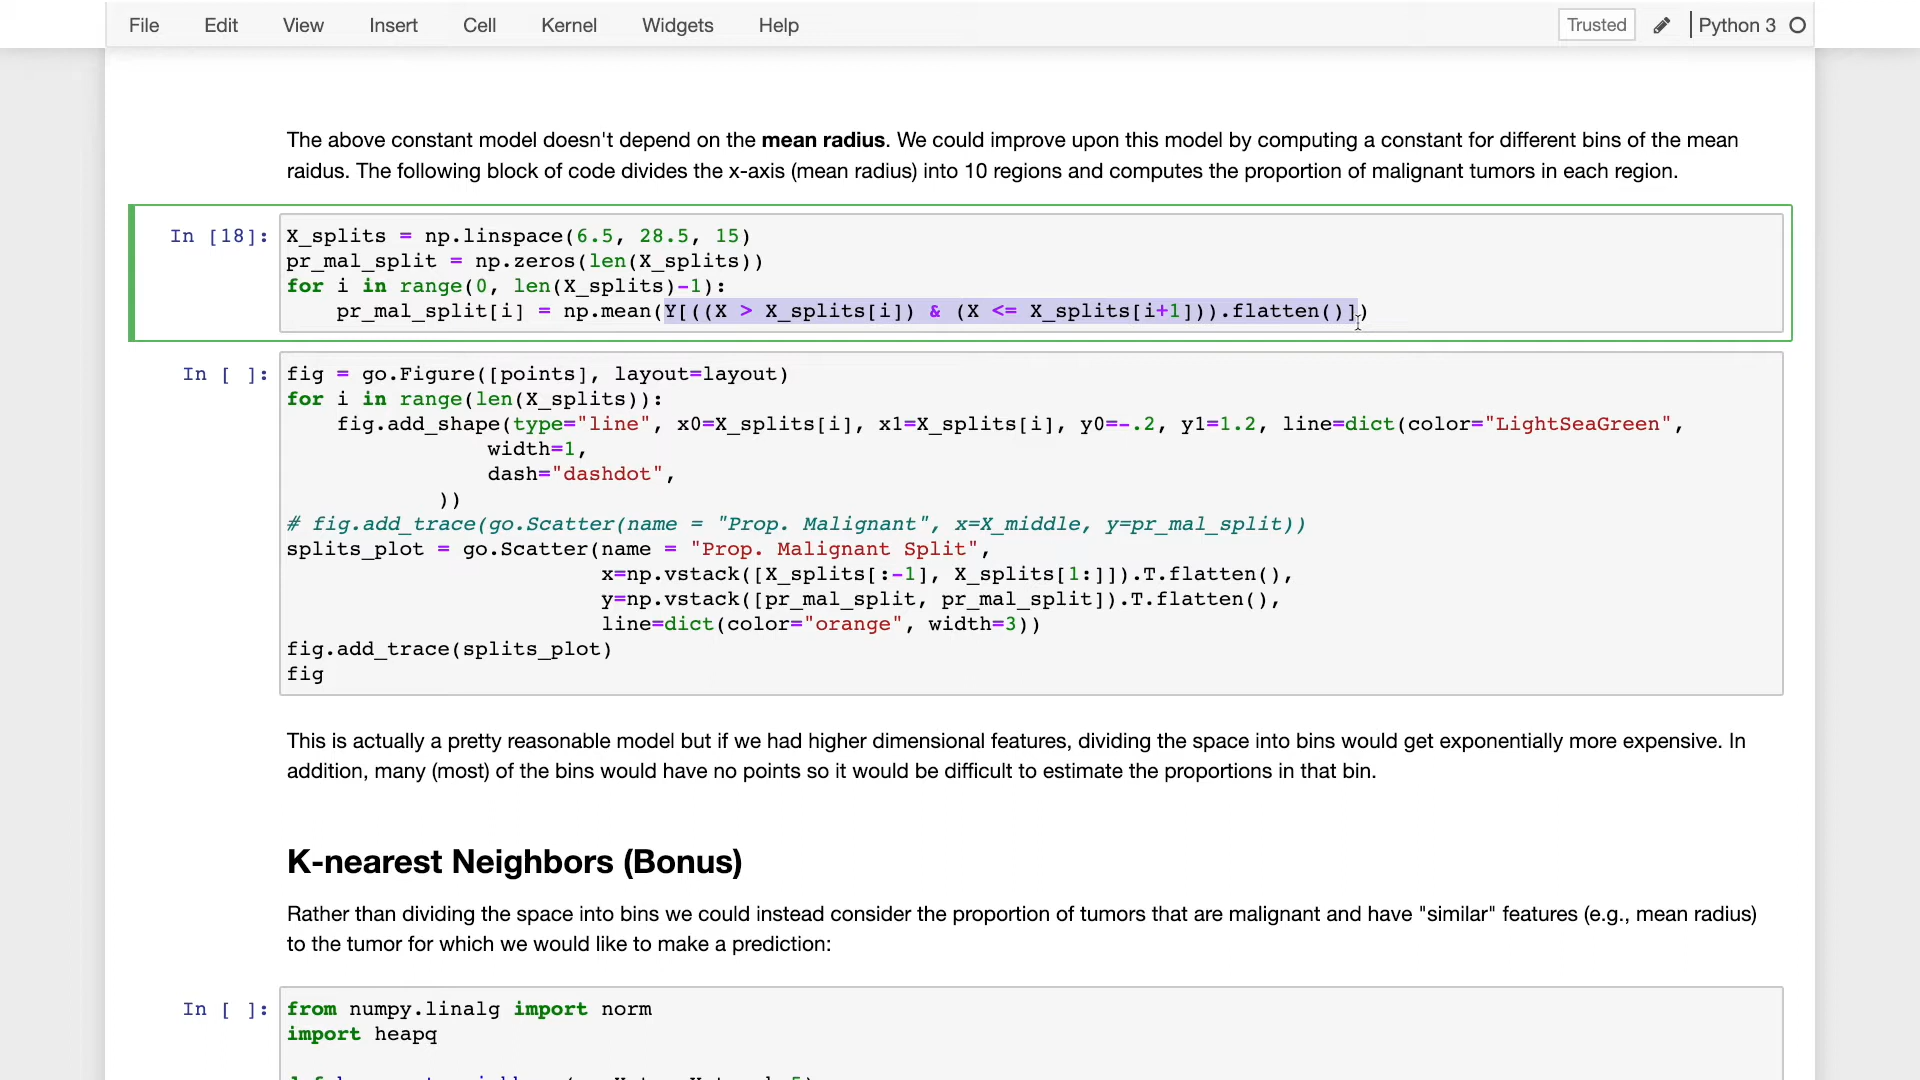 File Edit View Insert Cell Kernel Widgets Help Trusted Python 3
The above constant model doesn't depend on the mean radius. We could improve upon this model by computing a constant for different bins of the mean
raidus. The following block of code divides the x-axis (mean radius) into 10 regions and computes the proportion of malignant tumors in each region.
In [18]: X_splits = np.linspace(6.5, 28.5, 15)
pr_mal_split = np.zeros(len(X_splits))
for i in range(0, len(X_splits)-1):
    pr_mal_split[i] = np.mean(Y[((X > X_splits[i]) & (X <= X_splits[i+1])).flatten()])
In [ ]: fig = go.Figure([points], layout=layout)
for i in range(len(X_splits)):
    fig.add_shape(type="line", x0=X_splits[i], x1=X_splits[i], y0=-.2, y1=1.2, line=dict(color="LightSeaGreen",
                width=1,
                dash="dashdot",
            ))
# fig.add_trace(go.Scatter(name = "Prop. Malignant", x=X_middle, y=pr_mal_split))
splits_plot = go.Scatter(name = "Prop. Malignant Split",
                         x=np.vstack([X_splits[:-1], X_splits[1:]]).T.flatten(),
                         y=np.vstack([pr_mal_split, pr_mal_split]).T.flatten(),
                         line=dict(color="orange", width=3))
fig.add_trace(splits_plot)
fig
This is actually a pretty reasonable model but if we had higher dimensional features, dividing the space into bins would get exponentially more expensive. In
addition, many (most) of the bins would have no points so it would be difficult to estimate the proportions in that bin.
K-nearest Neighbors (Bonus)
Rather than dividing the space into bins we could instead consider the proportion of tumors that are malignant and have "similar" features (e.g., mean radius)
to the tumor for which we would like to make a prediction:
In [ ]: from numpy.linalg import norm
import heapq